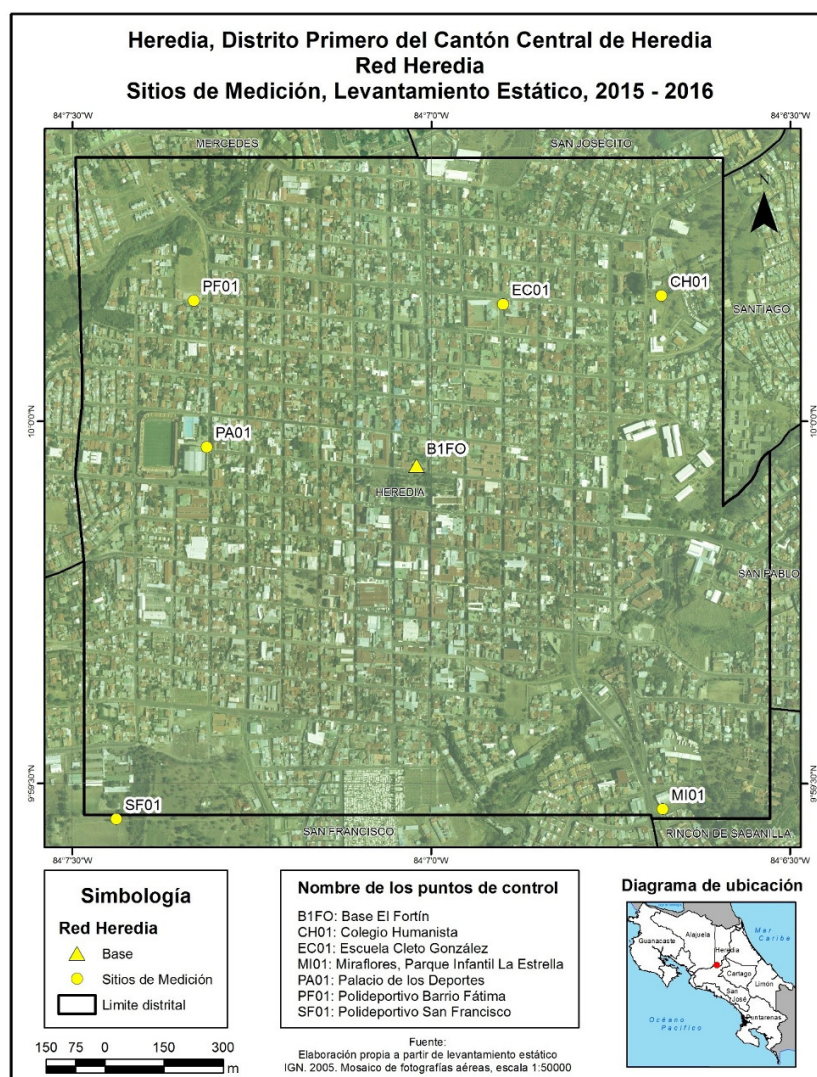 Heredia, Distrito Primero del Cantón Central de Heredia
Red Heredia
Sitios de Medición, Levantamiento Estático, 2015 - 2016
84°7'30"W
84°7'0"W
84°6'30"W
MERCEDES
SAN JOSECITO
N
PF01
EC01
CH01
SANTIAGO
10°0'0"N
10°0'0"N
PA01
B1FO
HEREDIA
SAN PABLO
9°59'30"N
9°59'30"N
SF01
MI01
SAN FRANCISCO
RINCON DE SABANILLA
84°7'30"W
84°7'0"W
84°6'30"W
Simbología
Red Heredia
Base
Sitios de Medición
Limite distrital
150 75 0 150 300
m
Nombre de los puntos de control
B1FO: Base El Fortín
CH01: Colegio Humanista
EC01: Escuela Cleto González
MI01: Miraflores, Parque Infantil La Estrella
PA01: Palacio de los Deportes
PF01: Polideportivo Barrio Fátima
SF01: Polideportivo San Francisco
Fuente:
Elaboración propia a partir de levantamiento estático
IGN. 2005. Mosaico de fotografías aéreas, escala 1:50000
Diagrama de ubicación
Mar
Caribe
Alajuela
Guanacaste
Heredia
Cartago
Limón
San
José
Puntarenas
Océano
Pacífico